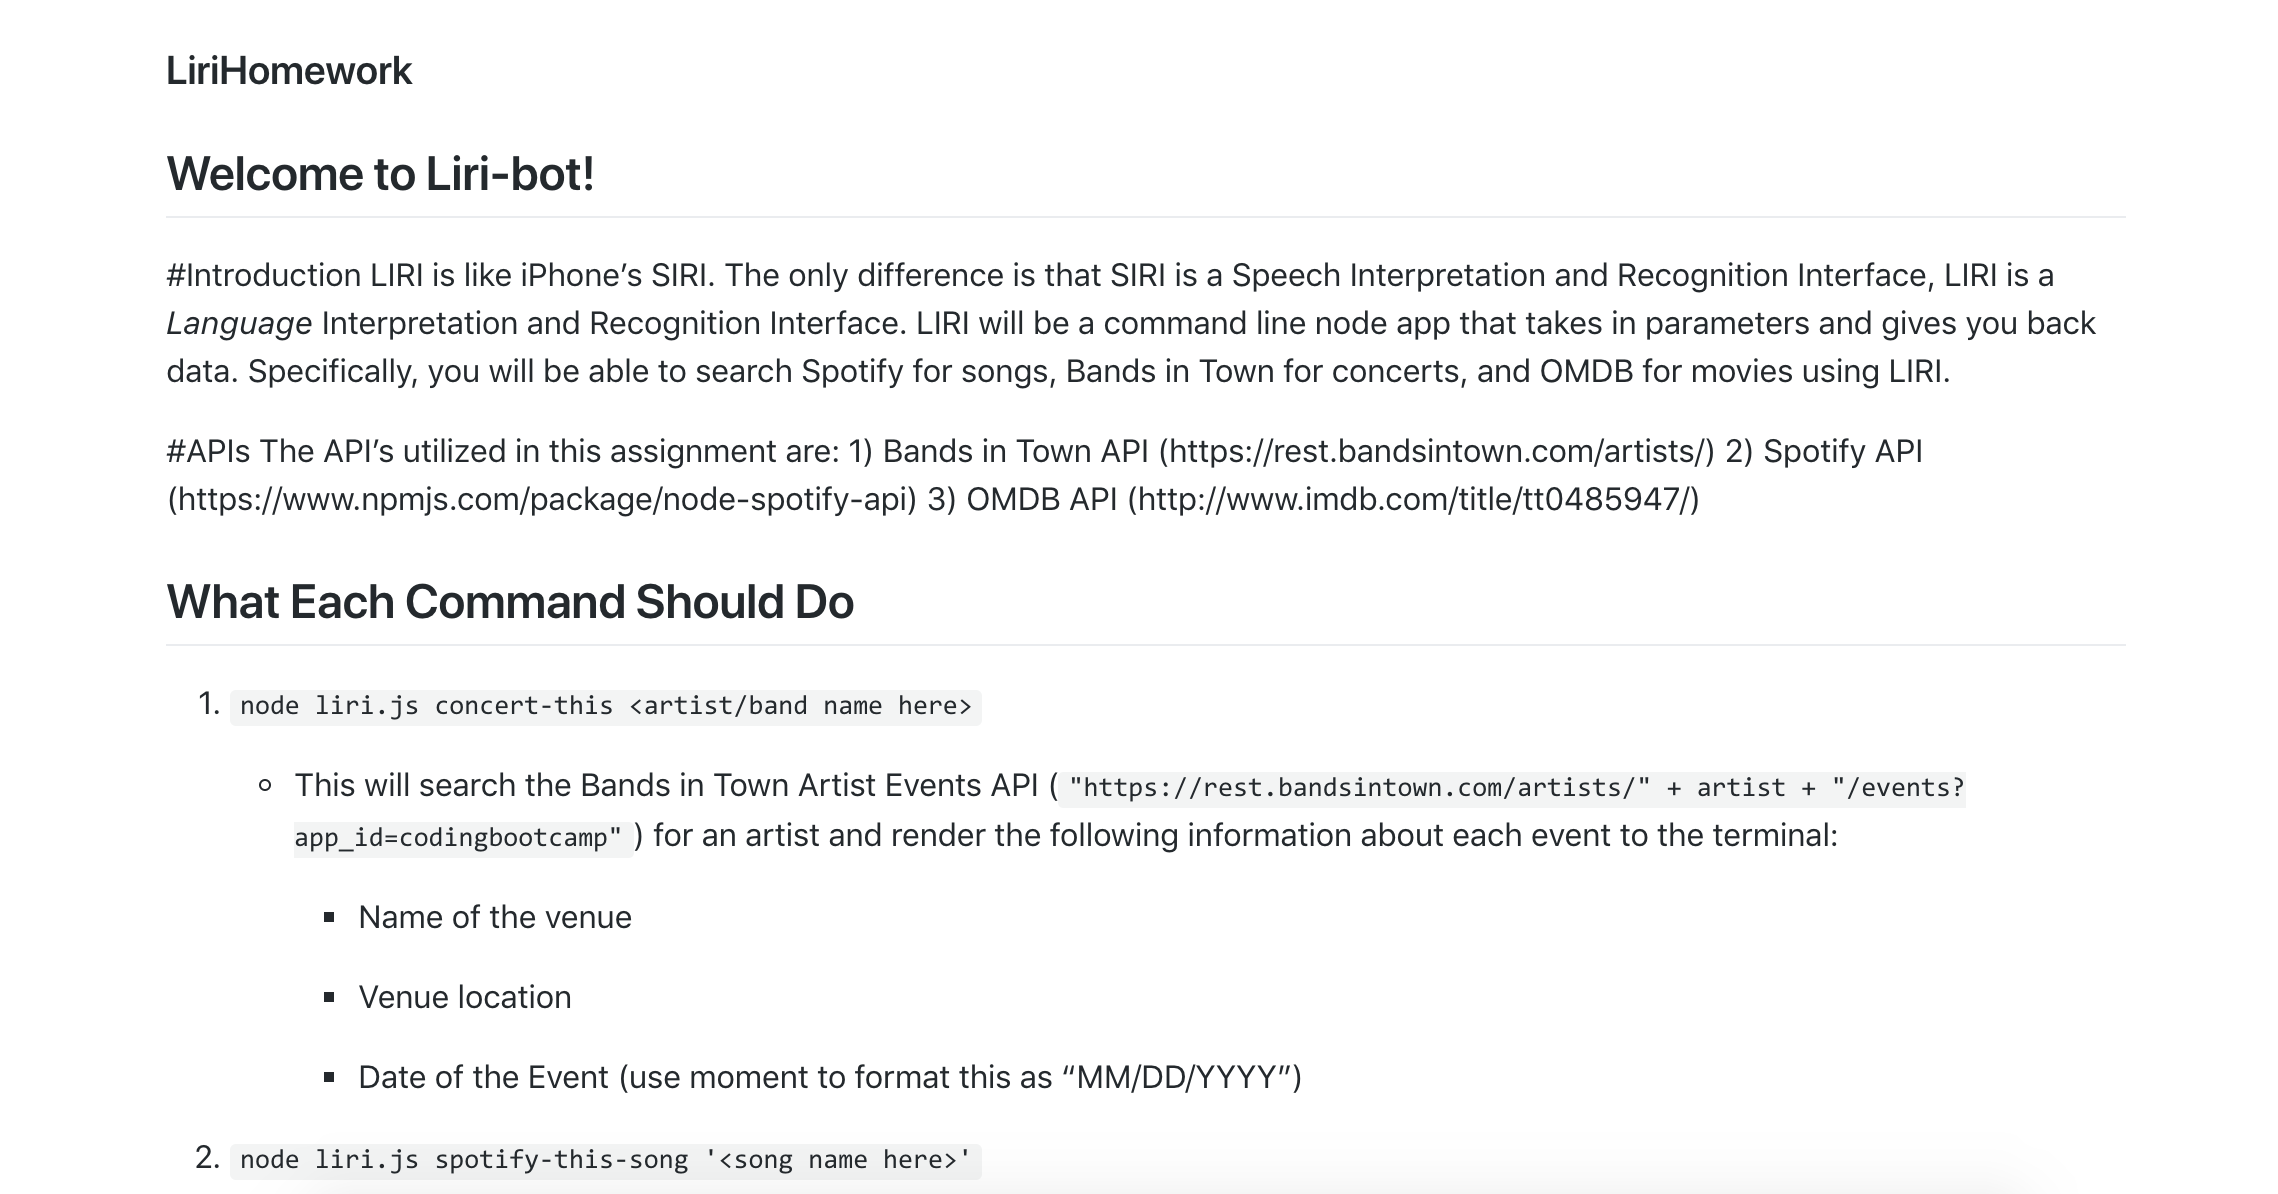 LiriHomework
Welcome to Liri-bot!
#Introduction LIRI is like iPhone’s SIRI. The only difference is that SIRI is a Speech Interpretation and Recognition Interface, LIRI is a
Language Interpretation and Recognition Interface. LIRI will be a command line node app that takes in parameters and gives you back
data. Specifically, you will be able to search Spotify for songs, Bands in Town for concerts, and OMDB for movies using LIRI.
#APIs The API’s utilized in this assignment are: 1) Bands in Town API (https://rest.bandsintown.com/artists/) 2) Spotify API
(https://www.npmjs.com/package/node-spotify-api) 3) OMDB API (http://www.imdb.com/title/tt0485947/)
What Each Command Should Do
1. node liri.js concert-this <artist/band name here>
○ This will search the Bands in Town Artist Events API ( "https://rest.bandsintown.com/artists/" + artist + "/events?
app_id=codingbootcamp" ) for an artist and render the following information about each event to the terminal:
▪ Name of the venue
▪ Venue location
▪ Date of the Event (use moment to format this as “MM/DD/YYYY”)
2. node liri.js spotify-this-song '<song name here>'